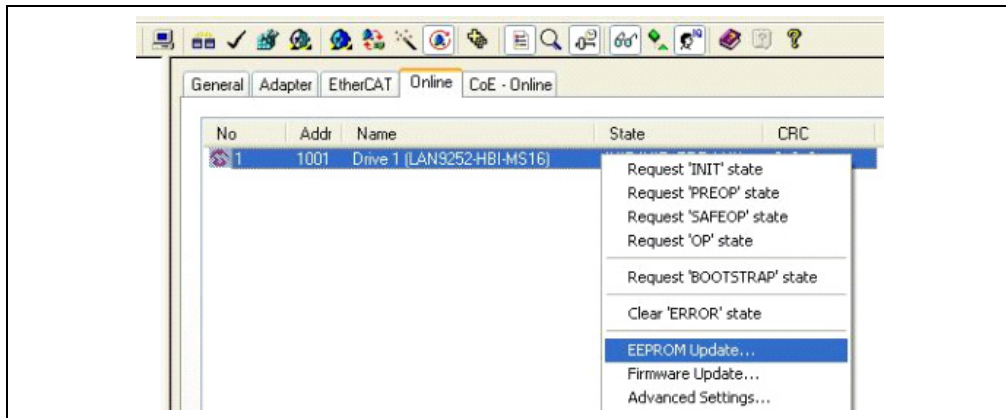 General Adapter EtherCAT Online CoE - Online
No Addr Name State CRC
1 1001 Drive 1 (LAN9252-HBI-MS16)
Request 'INIT' state
Request 'PREOP' state
Request 'SAFEOP' state
Request 'OP' state
Request 'BOOTSTRAP' state
Clear 'ERROR' state
EEPROM Update...
Firmware Update...
Advanced Settings...